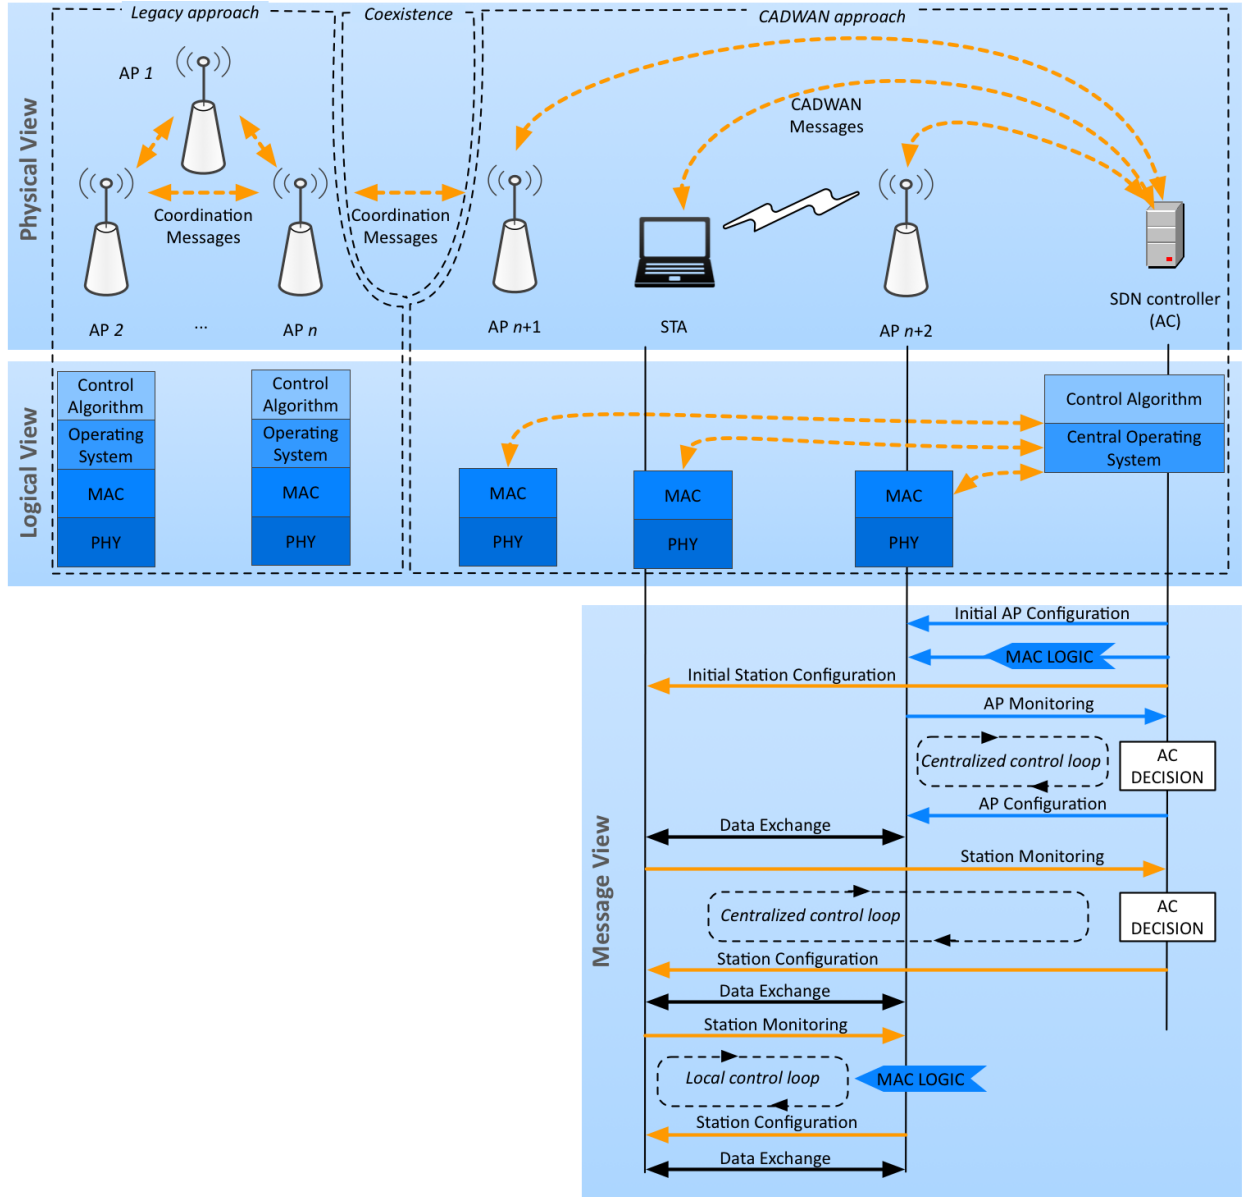 Legacy approach
Coexistence
CADWAN approach
Physical View
AP 1
CADWAN
Messages
Coordination
Messages
Coordination
Messages
AP 2
...
AP n
AP n+1
STA
AP n+2
SDN controller
(AC)
Logical View
Control
Algorithm
Operating
System
MAC
PHY
Control
Algorithm
Operating
System
MAC
PHY
MAC
PHY
MAC
PHY
MAC
PHY
Control Algorithm
Central Operating
System
Message View
Initial AP Configuration
MAC LOGIC
Initial Station Configuration
AP Monitoring
Centralized control loop
AC
DECISION
AP Configuration
Data Exchange
Station Monitoring
Centralized control loop
AC
DECISION
Station Configuration
Data Exchange
Station Monitoring
Local control loop
MAC LOGIC
Station Configuration
Data Exchange